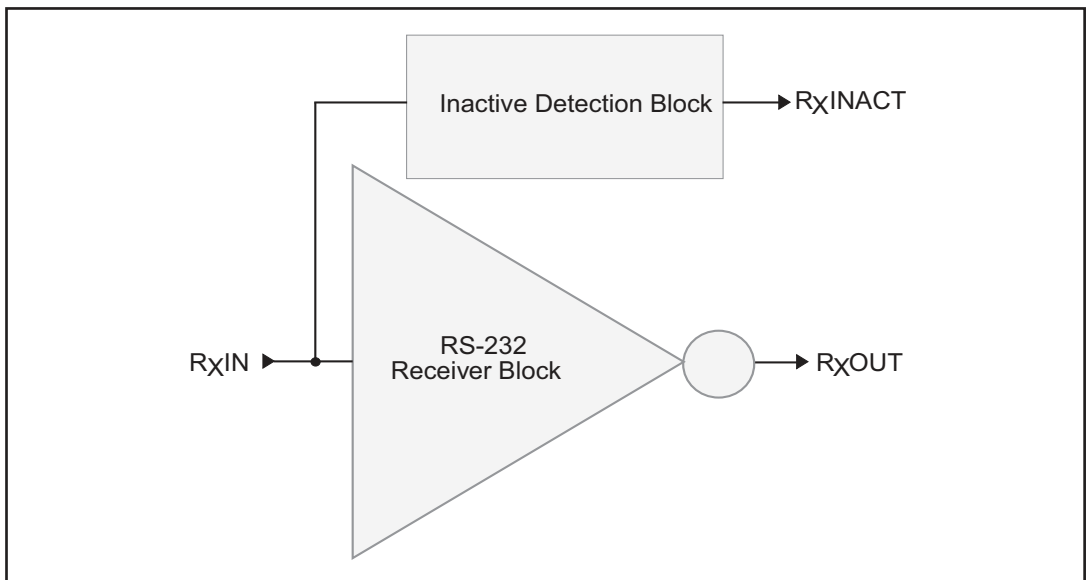 Inactive Detection Block
RXINACT
RS-232
Receiver Block
RXIN
RXOUT